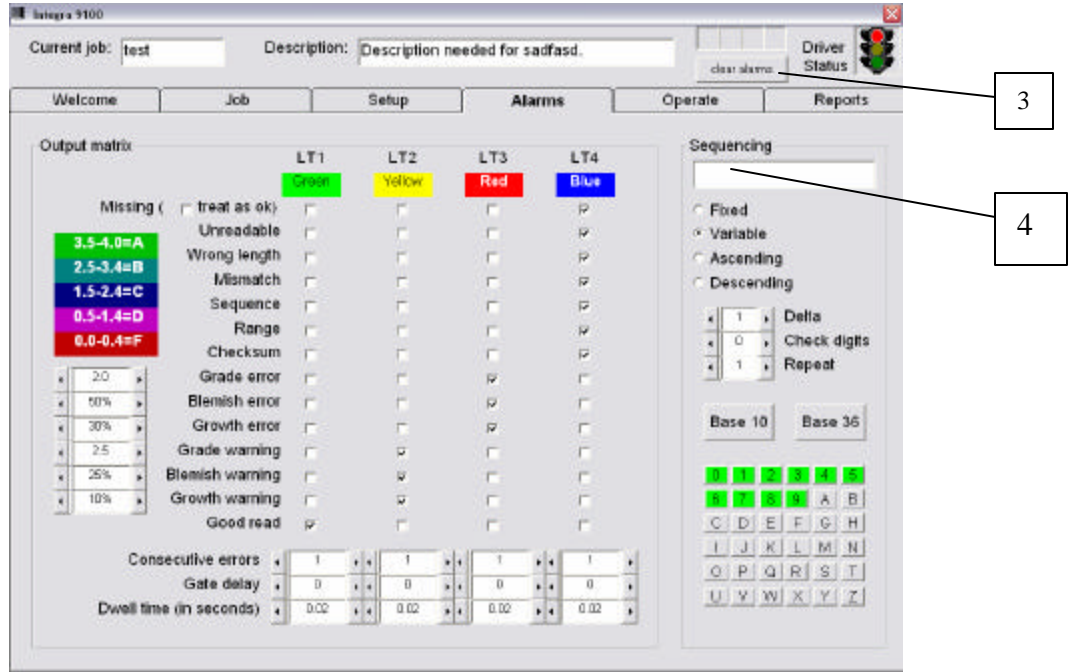 Integra 9100
Current job: test Description: Description needed for sadfasd. clear alarms Driver Status
3
Welcome Job Setup Alarms Operate Reports
Output matrix
LT1 LT2 LT3 LT4
Green Yellow Red Blue
Missing ( treat as ok)
Unreadable
Wrong length
Mismatch
Sequence
Range
Checksum
Grade error
Blemish error
Growth error
Grade warning
Blemish warning
Growth warning
Good read
3.5-4.0=A
2.5-3.4=B
1.5-2.4=C
0.5-1.4=D
0.0-0.4=F
2.0
50%
30%
2.5
25%
10%
Consecutive errors 1 1 1 1
Gate delay 0 0 0 0
Dwell time (in seconds) 0.02 0.02 0.02 0.02
Sequencing
4
Fixed
Variable
Ascending
Descending
1 Delta
0 Check digits
1 Repeat
Base 10 Base 36
0 1 2 3 4 5
6 7 8 9 A B
C D E F G H
I J K L M N
O P Q R S T
U V W X Y Z